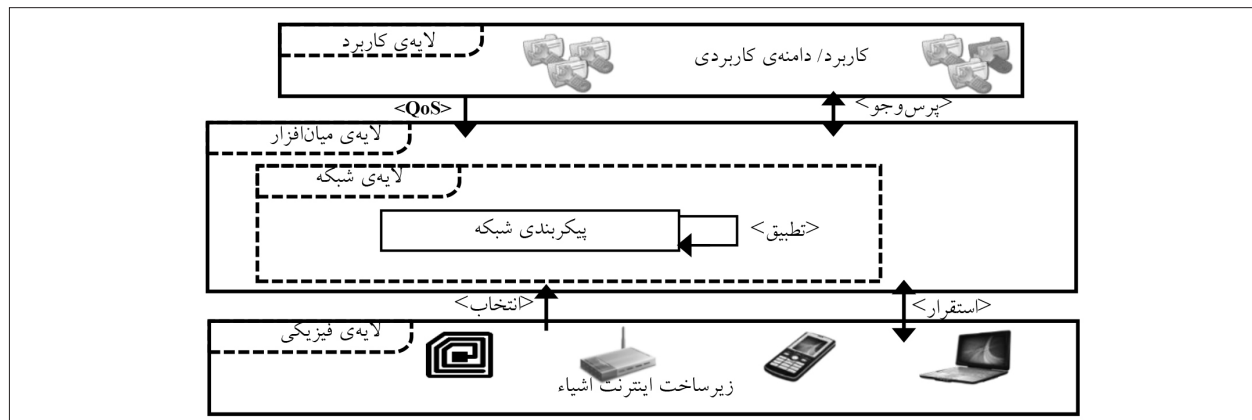 لایه‌ی کاربرد
کاربرد/ دامنه‌ی کاربردی
<QoS>
<پرس‌وجو>
لایه‌ی میان‌افزار
لایه‌ی شبکه
پیکربندی شبکه
<تطبیق>
<انتخاب>
<استقرار>
لایه‌ی فیزیکی
زیرساخت اینترنت اشیاء